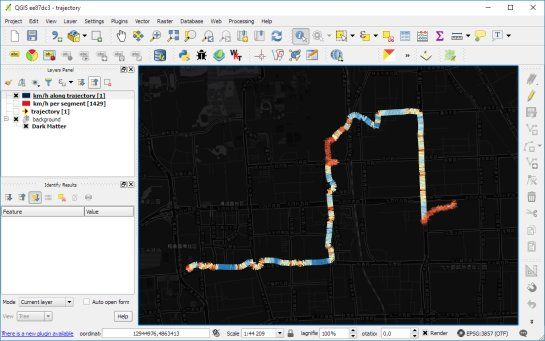 QGIS ee87dc3 - trajectory
Project Edit View Layer Settings Plugins Vector Raster Database Web Processing Help
Layers Panel
km/h along trajectory [1]
km/h per segment [1429]
trajectory [1]
background
Dark Matter
Identify Results
Feature Value
Mode Current layer Auto open form
View Tree Help
There is a new plugin available oordinat 12944976,4863413 Scale 1:44 209 lagnifie 100% otation 0,0 Render EPSG:3857 (OTF)